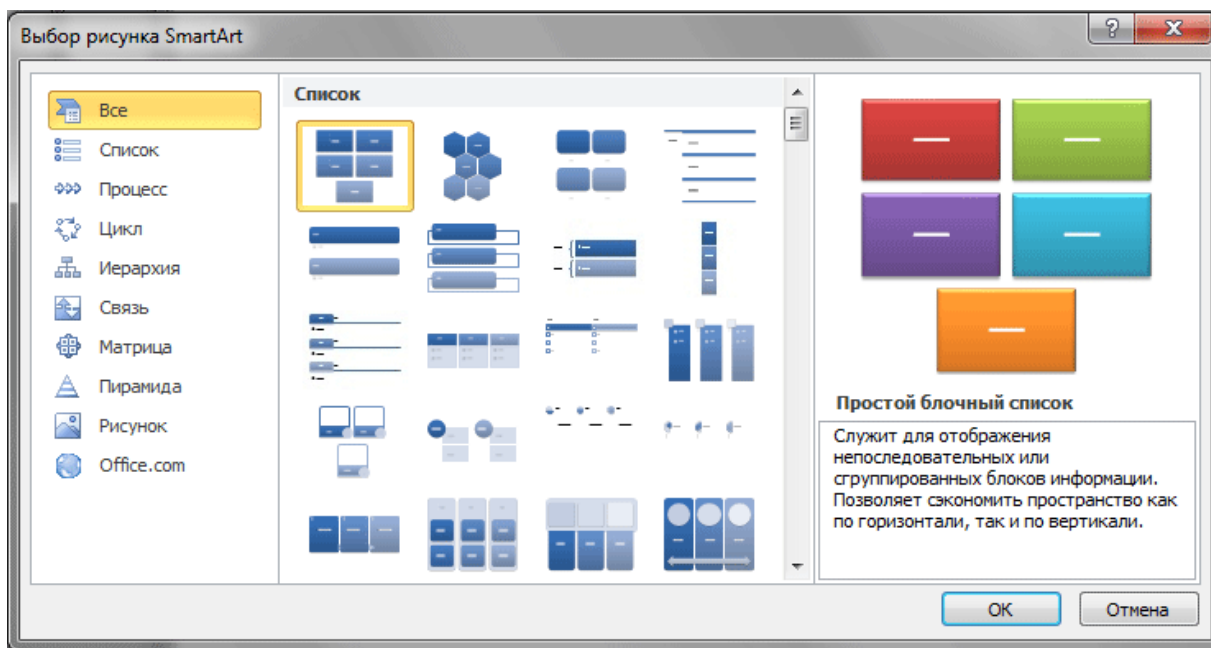 Выбор рисунка SmartArt
Все
Список
Процесс
Цикл
Иерархия
Связь
Матрица
Пирамида
Рисунок
Office.com
Список
Простой блочный список
Служит для отображения
непоследовательных или
сгруппированных блоков информации.
Позволяет сэкономить пространство как
по горизонтали, так и по вертикали.
ОК
Отмена